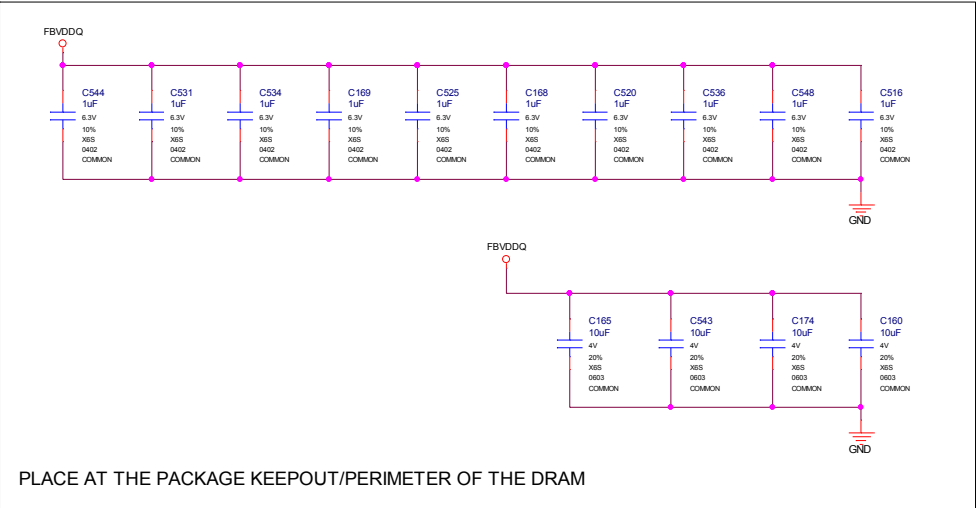 FBVDDQ
C544 C531 C534 C169 C525 C168 C520 C536 C548 C516
1uF 1uF 1uF 1uF 1uF 1uF 1uF 1uF 1uF 1uF
6.3V 6.3V 6.3V 6.3V 6.3V 6.3V 6.3V 6.3V 6.3V 6.3V
10% 10% 10% 10% 10% 10% 10% 10% 10% 10%
X6S X6S X6S X6S X6S X6S X6S X6S X6S X6S
0402 0402 0402 0402 0402 0402 0402 0402 0402 0402
COMMON COMMON COMMON COMMON COMMON COMMON COMMON COMMON COMMON COMMON
GND
FBVDDQ
C165 C543 C174 C160
10uF 10uF 10uF 10uF
4V 4V 4V 4V
20% 20% 20% 20%
X6S X6S X6S X6S
0603 0603 0603 0603
COMMON COMMON COMMON COMMON
GND
PLACE AT THE PACKAGE KEEPOUT/PERIMETER OF THE DRAM